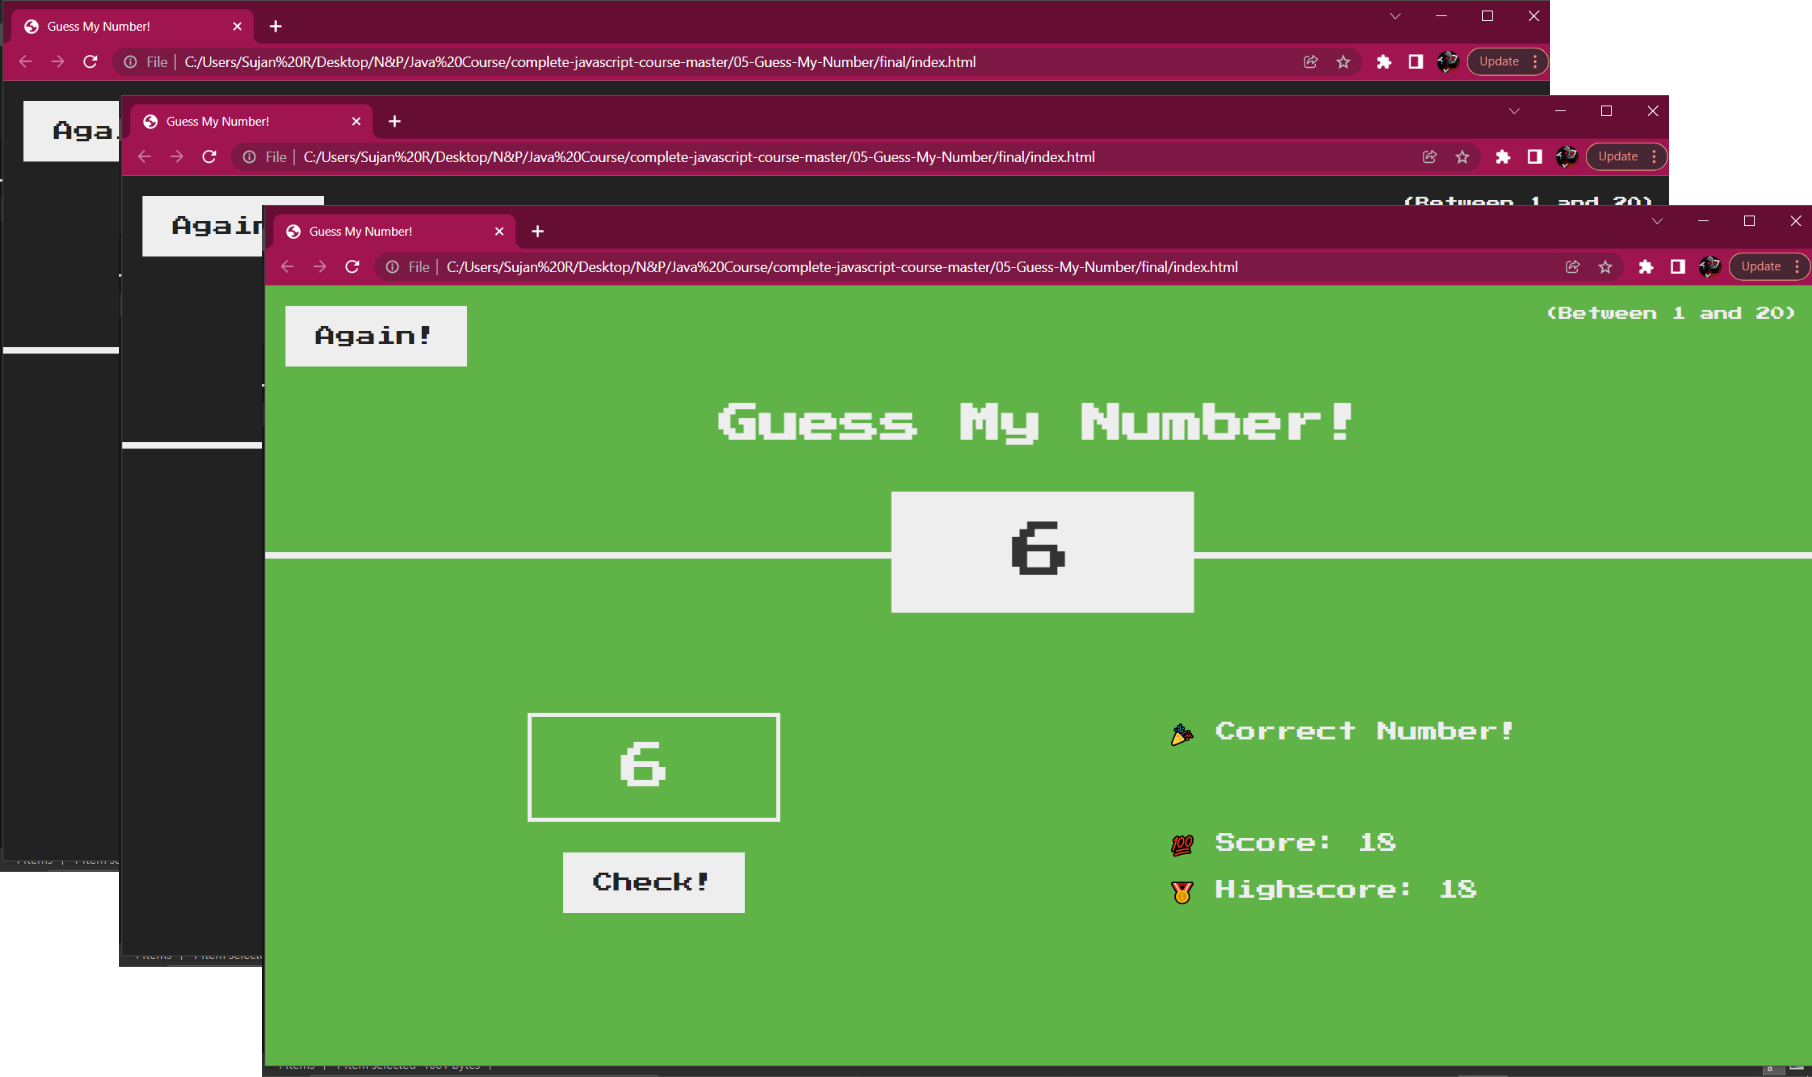 Guess My Number!
File C:/Users/Sujan%20R/Desktop/N&P/Java%20Course/complete-javascript-course-master/05-Guess-My-Number/final/index.html
Update
Guess My Number!
File C:/Users/Sujan%20R/Desktop/N&P/Java%20Course/complete-javascript-course-master/05-Guess-My-Number/final/index.html
Update
Again
(Between 1 and 20)
Guess My Number!
File C:/Users/Sujan%20R/Desktop/N&P/Java%20Course/complete-javascript-course-master/05-Guess-My-Number/final/index.html
Update
Again!
(Between 1 and 20)
Guess My Number!
6
6
🎉 Correct Number!
Check!
💯 Score: 18
🥇 Highscore: 18